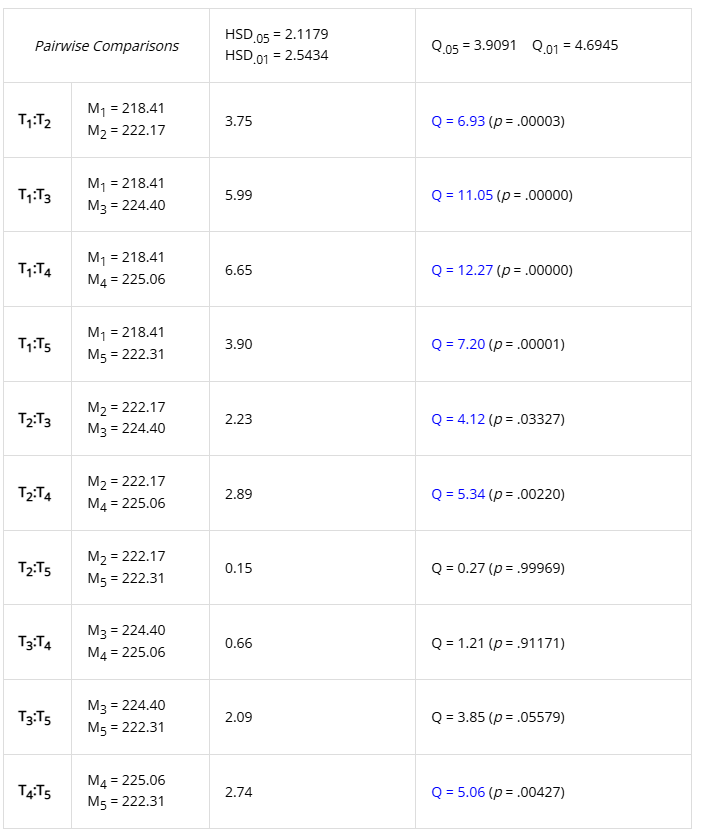 Pairwise Comparisons
HSD.05 = 2.1179
HSD.01 = 2.5434
Q.05 = 3.9091 Q.01 = 4.6945
T1:T2
M1 = 218.41
M2 = 222.17
3.75
Q = 6.93 (p = .00003)
T1:T3
M1 = 218.41
M3 = 224.40
5.99
Q = 11.05 (p = .00000)
T1:T4
M1 = 218.41
M4 = 225.06
6.65
Q = 12.27 (p = .00000)
T1:T5
M1 = 218.41
M5 = 222.31
3.90
Q = 7.20 (p = .00001)
T2:T3
M2 = 222.17
M3 = 224.40
2.23
Q = 4.12 (p = .03327)
T2:T4
M2 = 222.17
M4 = 225.06
2.89
Q = 5.34 (p = .00220)
T2:T5
M2 = 222.17
M5 = 222.31
0.15
Q = 0.27 (p = .99969)
T3:T4
M3 = 224.40
M4 = 225.06
0.66
Q = 1.21 (p = .91171)
T3:T5
M3 = 224.40
M5 = 222.31
2.09
Q = 3.85 (p = .05579)
T4:T5
M4 = 225.06
M5 = 222.31
2.74
Q = 5.06 (p = .00427)